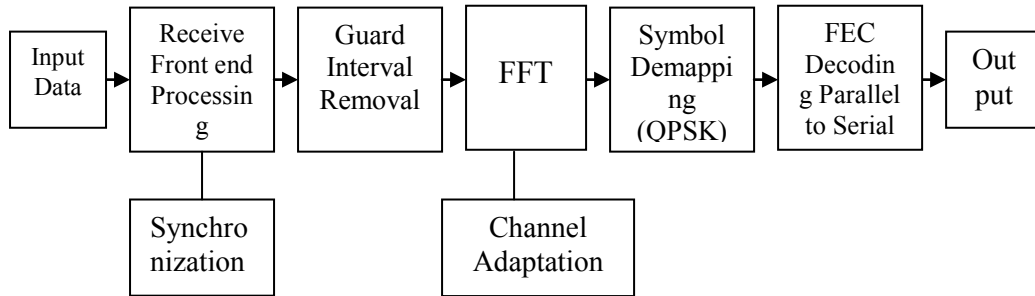 Input
Data
Receive
Front end
Processin
g
Guard
Interval
Removal
FFT
Symbol
Demappi
ng
(QPSK)
FEC
Decodin
g Parallel
to Serial
Out
put
Synchro
nization
Channel
Adaptation